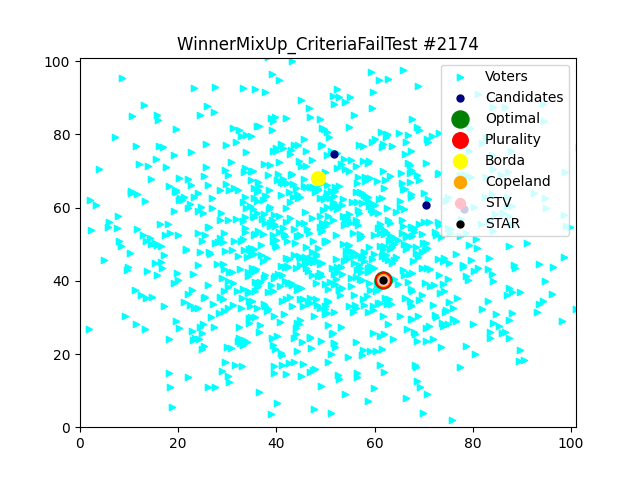 WinnerMixUp_CriteriaFailTest #2174
100
80
60
40
20
0
0
20
40
60
80
100
Voters
Candidates
Optimal
Plurality
Borda
Copeland
STV
STAR